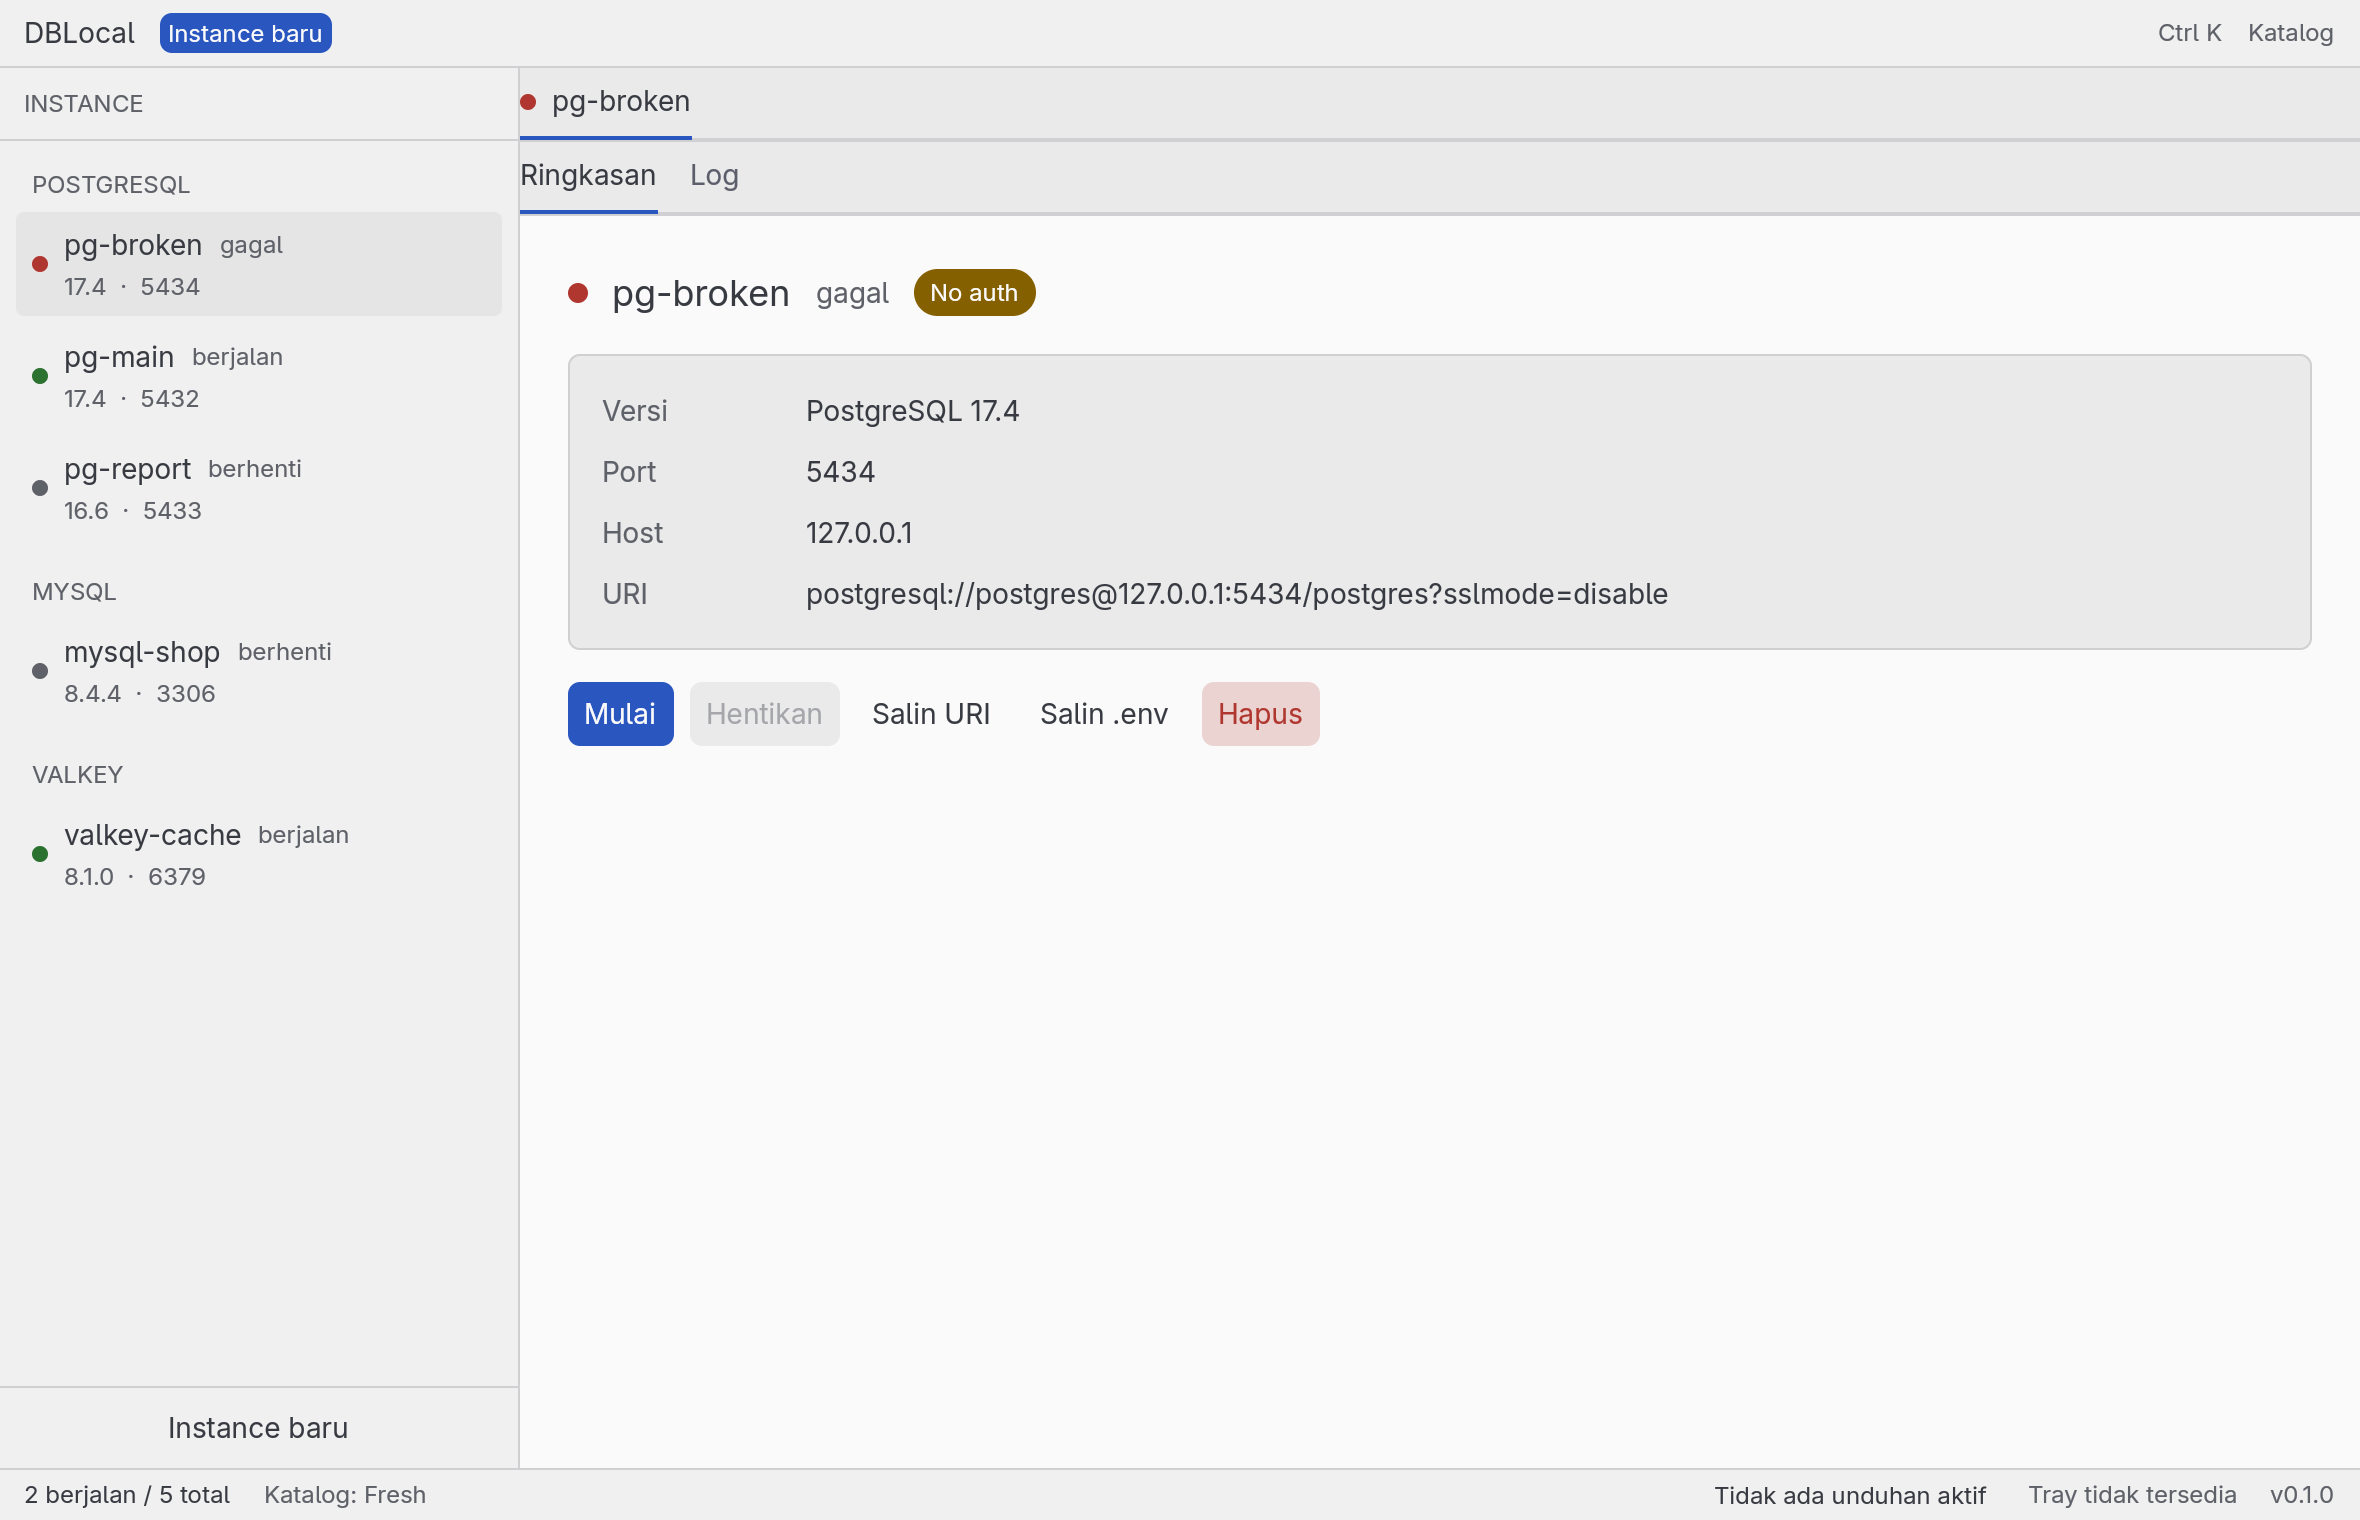 DBLocal Instance baru Ctrl K Katalog
INSTANCE
pg-broken
Ringkasan Log
POSTGRESQL
pg-broken gagal
17.4 · 5434
pg-main berjalan
17.4 · 5432
pg-report berhenti
16.6 · 5433
MYSQL
mysql-shop berhenti
8.4.4 · 3306
VALKEY
valkey-cache berjalan
8.1.0 · 6379
Instance baru
pg-broken gagal No auth
Versi PostgreSQL 17.4
Port 5434
Host 127.0.0.1
URI postgresql://postgres@127.0.0.1:5434/postgres?sslmode=disable
Mulai Hentikan Salin URI Salin .env Hapus
2 berjalan / 5 total Katalog: Fresh Tidak ada unduhan aktif Tray tidak tersedia v0.1.0